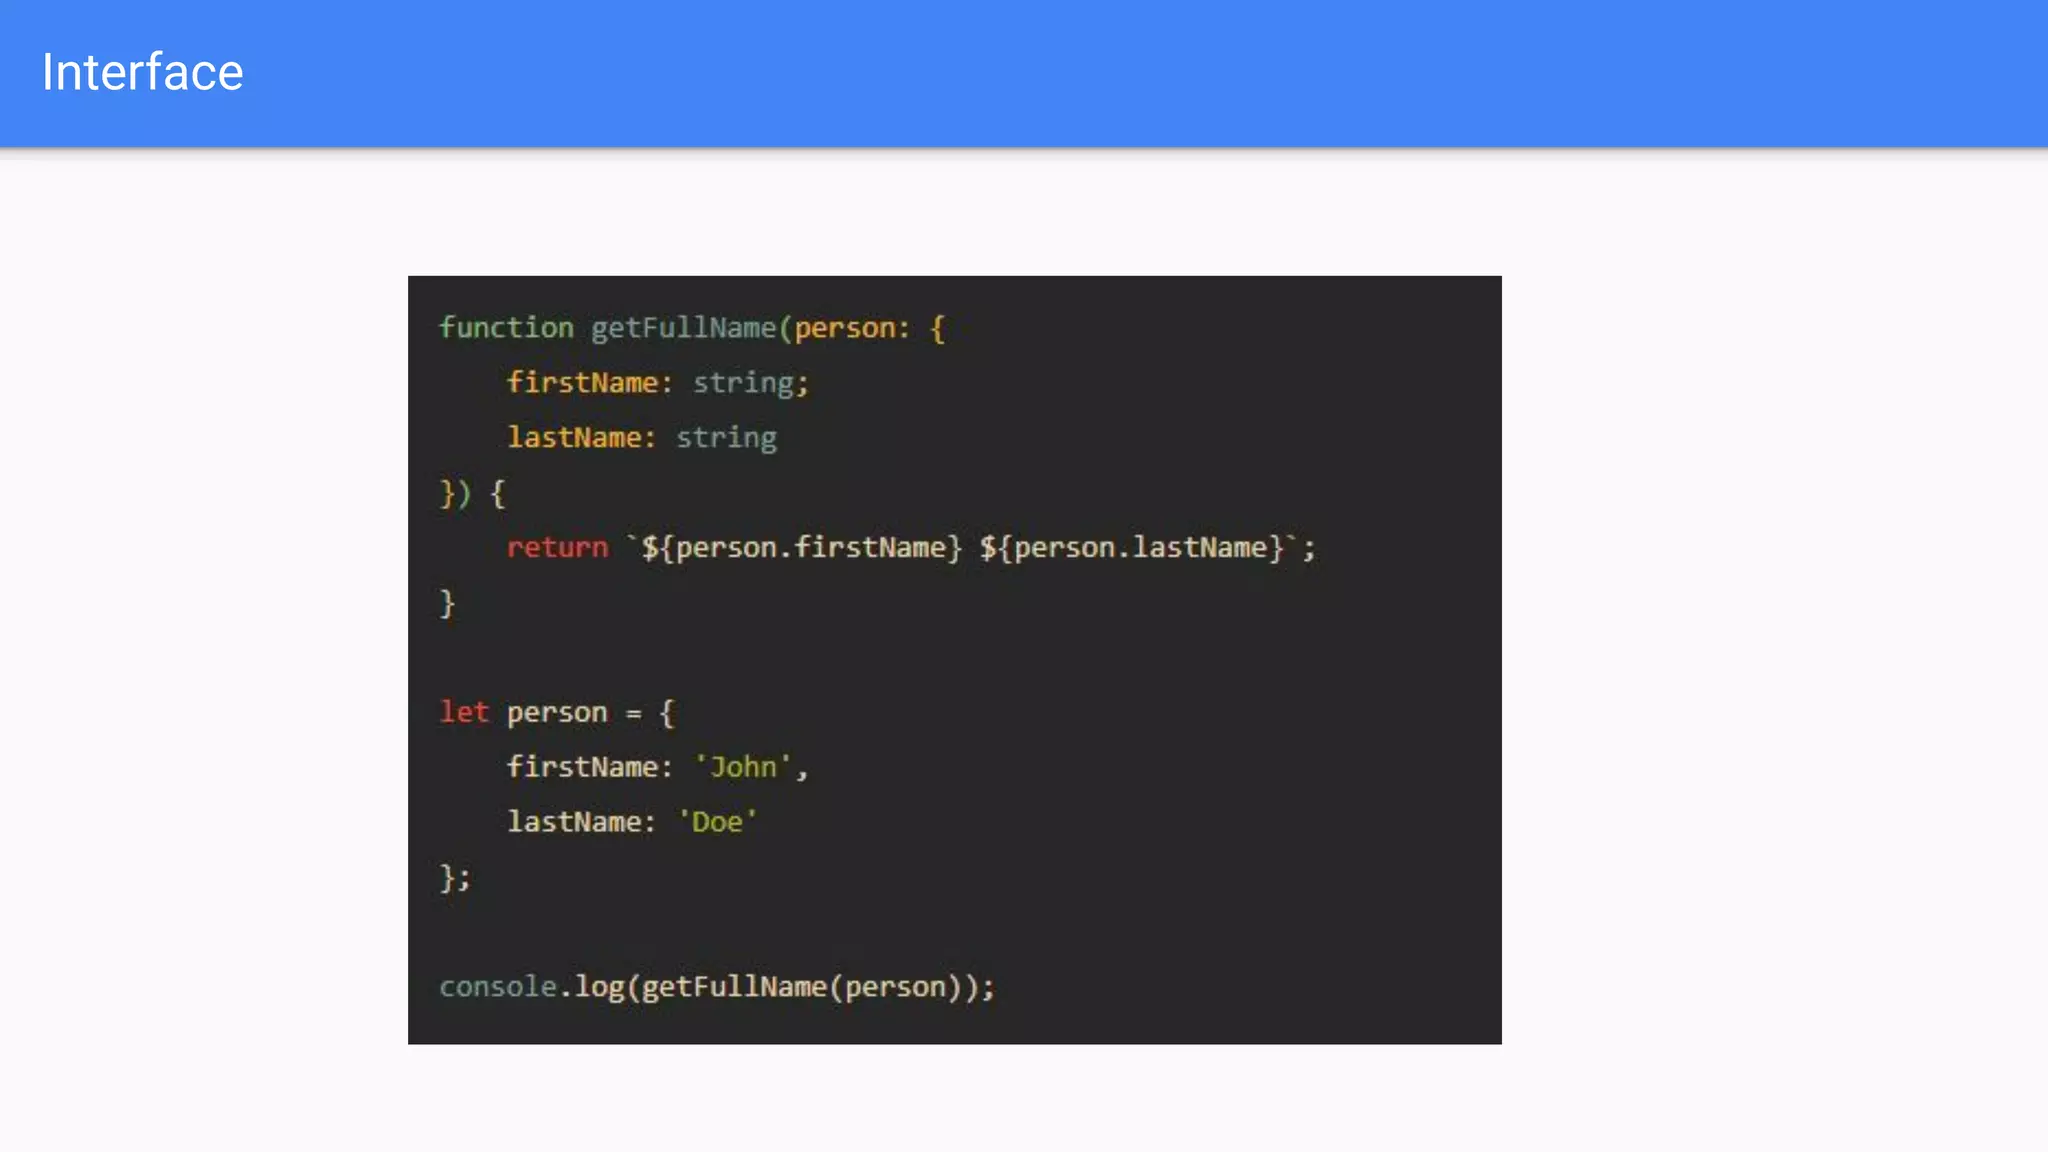 Interface
function getFullName(person: {
    firstName: string;
    lastName: string
}) {
    return `${person.firstName} ${person.lastName}`;
}
let person = {
    firstName: 'John',
    lastName: 'Doe'
};
console.log(getFullName(person));